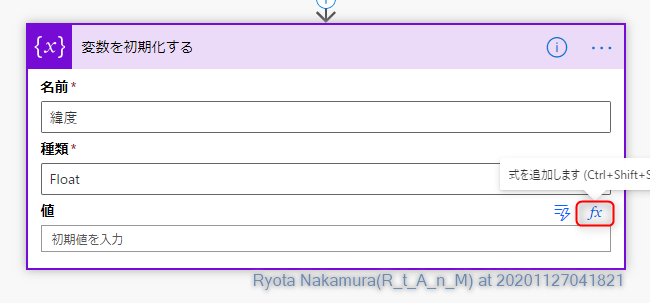 {x} 変数を初期化する
名前*
緯度
種類*
Float
式を追加します (Ctrl+Shift+S
値
fx
初期値を入力
Ryota Nakamura(R_t_A_n_M) at 20201127041821